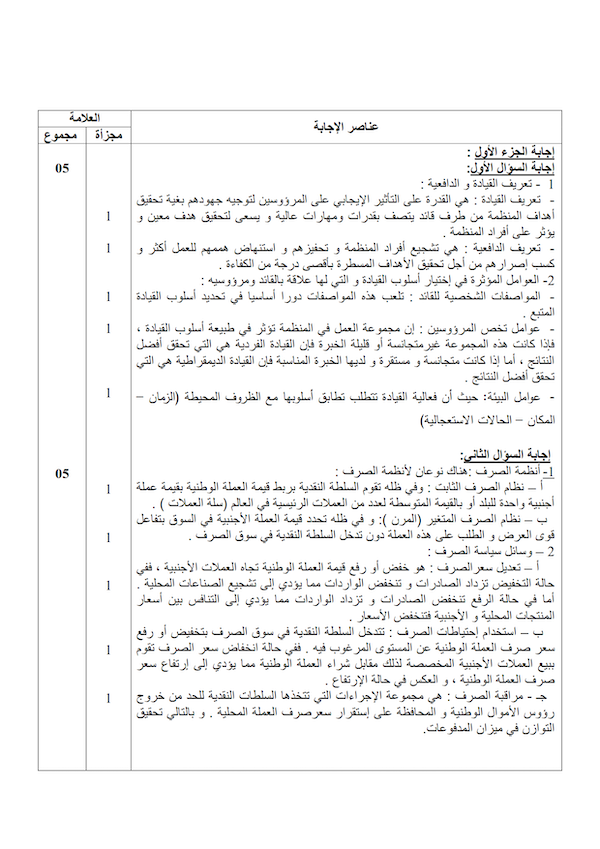 العلامة
عناصر الإجابة
مجزأة
مجموع
إجابة الجزء الأول :
05
إجابة السؤال الأول:
1 - تعريف القيادة و الدافعية :
- تعريف القيادة : هي القدرة على التأثير الإيجابي على المرؤوسين لتوجيه جهودهم بغية تحقيق
1
أهداف المنظمة من طرف قائد يتصف بقدرات ومهارات عالية و يسعى لتحقيق هدف معين و
يؤثر على أفراد المنظمة .
1
- تعريف الدافعية : هي تشجيع أفراد المنظمة و تحفيزهم و استنهاض هممهم للعمل أكثر و
كسب إصرارهم من أجل تحقيق الأهداف المسطرة بأقصى درجة من الكفاءة .
2- العوامل المؤثرة في إختيار أسلوب القيادة و التي لها علاقة بالقائد ومرؤوسيه :
1
- المواصفات الشخصية للقائد : تلعب هذه المواصفات دورا أساسيا في تحديد أسلوب القيادة
المتبع .
1
- عوامل تخص المرؤوسين : إن مجموعة العمل في المنظمة تؤثر في طبيعة أسلوب القيادة ،
فإذا كانت هذه المجموعة غيرمتجانسة أو قليلة الخبرة فإن القيادة الفردية هي التي تحقق أفضل
النتائج ، أما إذا كانت متجانسة و مستقرة و لديها الخبرة المناسبة فإن القيادة الديمقراطية هي التي
تحقق أفضل النتائج .
1
- عوامل البيئة: حيث أن فعالية القيادة تتطلب تطابق أسلوبها مع الظروف المحيطة (الزمان –
المكان – الحالات الاستعجالية)
إجابة السؤال الثاني:
05
1- أنظمة الصرف :هناك نوعان لأنظمة الصرف :
1
أ – نظام الصرف الثابت : وفي ظله تقوم السلطة النقدية بربط قيمة العملة الوطنية بقيمة عملة
أجنبية واحدة للبلد أو بالقيمة المتوسطة لعدد من العملات الرئيسية في العالم (سلة العملات ) .
ب – نظام الصرف المتغير (المرن ): و في ظله تحدد قيمة العملة الأجنبية في السوق بتفاعل
1
قوى العرض و الطلب على هذه العملة دون تدخل السلطة النقدية في سوق الصرف .
2 – وسائل سياسة الصرف :
أ – تعديل سعرالصرف : هو خفض أو رفع قيمة العملة الوطنية تجاه العملات الأجنبية ، ففي
1
حالة التخفيض تزداد الصادرات و تنخفض الواردات مما يؤدي إلى تشجيع الصناعات المحلية .
أما في حالة الرفع تنخفض الصادرات و تزداد الواردات مما يؤدي إلى التنافس بين أسعار
المنتجات المحلية و الأجنبية فتنخفض الأسعار .
ب – استخدام إحتياطات الصرف : تتدخل السلطة النقدية في سوق الصرف بتخفيض أو رفع
1
سعر صرف العملة الوطنية عن المستوى المرغوب فيه . ففي حالة انخفاض سعر الصرف تقوم
ببيع العملات الأجنبية المخصصة لذلك مقابل شراء العملة الوطنية مما يؤدي إلى إرتفاع سعر
صرف العملة الوطنية ، و العكس في حالة الإرتفاع .
1
جـ - مراقبة الصرف : هي مجموعة الإجراءات التي تتخذها السلطات النقدية للحد من خروج
رؤوس الأموال الوطنية و المحافظة على إستقرار سعرصرف العملة المحلية . و بالتالي تحقيق
التوازن في ميزان المدفوعات.